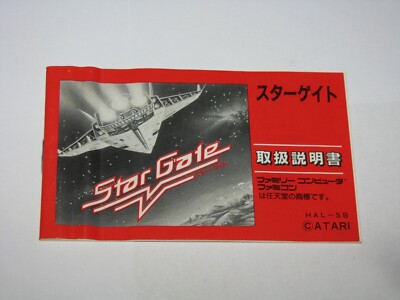 Star Gate
スターゲイト
取扱説明書
ファミリーコンピュータ
ファミコン
は任天堂の商標です。
HAL-SB
©ATARI